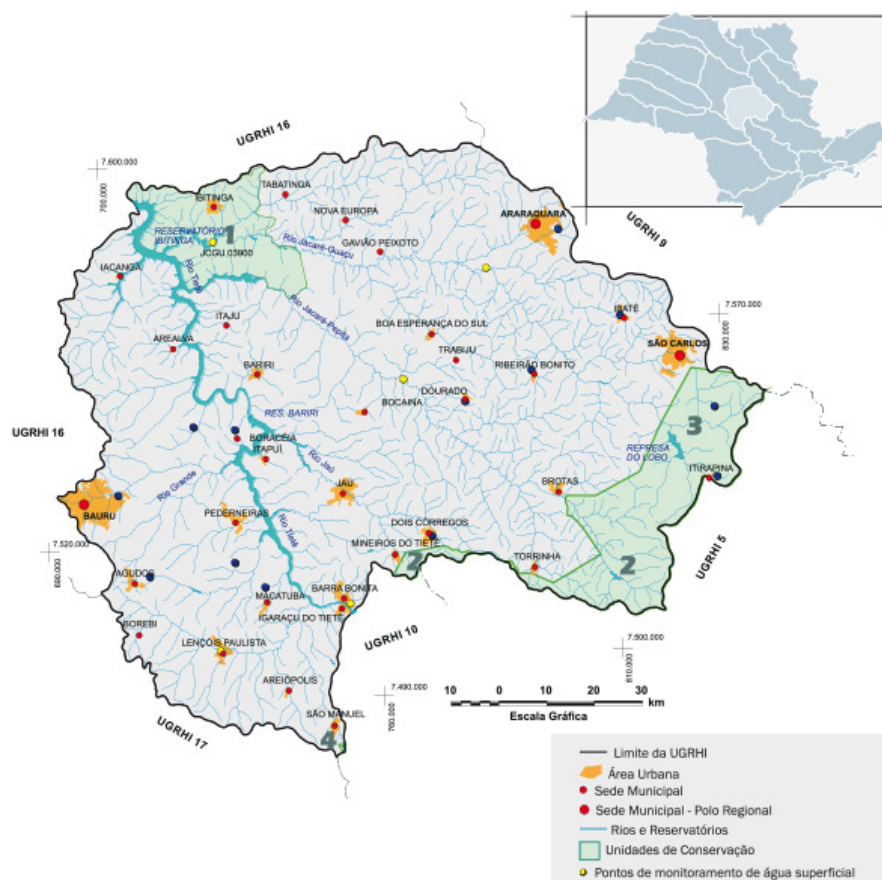 UGRHI 16
7.600.000
700.000
TABATINGA
IBITINGA
NOVA EUROPA
ARARAQUARA
UGRHI 9
RESERVATÓRIO
IBITINGA
1
JCGU 03900
Rio Jacaré-Guaçu
GAVIÃO PEIXOTO
IACANGA
Rio Tietê
ITAJU
Rio Jacaré-Pepita
BOA ESPERANÇA DO SUL
IBATÉ
7.570.000
830.000
AREALVA
TRABIJU
SÃO CARLOS
BARIRI
RIBEIRÃO BONITO
DOURADO
BOCAINA
RES. BARIRI
3
UGRHI 16
BORACÉIA
ITAPUÍ
Rio Jaú
REPRESA
DO LOBO
ITIRAPINA
Rio Grande
JAÚ
BROTAS
BAURU
PEDERNEIRAS
Rio Tietê
DOIS CÓRREGOS
MINEIROS DO TIETÊ
7.520.000
690.000
2
TORRINHA
2
UGRHI 5
AGUDOS
MACATUBA
BARRA BONITA
IGARAÇU DO TIETÊ
BOREBI
UGRHI 10
LENÇÓIS PAULISTA
7.500.000
810.000
AREIÓPOLIS
7.490.000
760.000
SÃO MANUEL
4
UGRHI 17
10 0 10 20 30 km
Escala Gráfica
Limite da UGRHI
Área Urbana
Sede Municipal
Sede Municipal - Polo Regional
Rios e Reservatórios
Unidades de Conservação
Pontos de monitoramento de água superficial